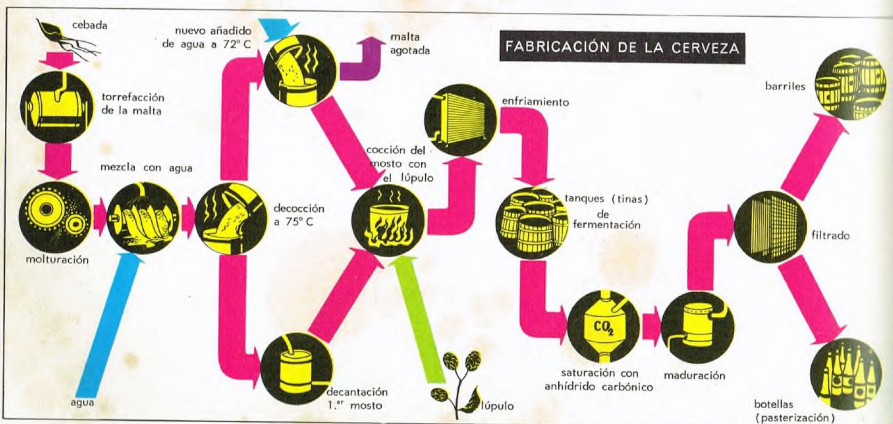 FABRICACIÓN DE LA CERVEZA
cebada
torrefacción
de la malta
molturación
mezcla con agua
agua
nuevo añadido
de agua a 72° C
malta
agotada
decocción
a 75° C
decantación
1.er mosto
cocción del
mosto con
el lúpulo
lúpulo
enfriamiento
tanques (tinas)
de
fermentación
CO₂
saturación con
anhídrido carbónico
maduración
filtrado
barriles
botellas
(pasterización)